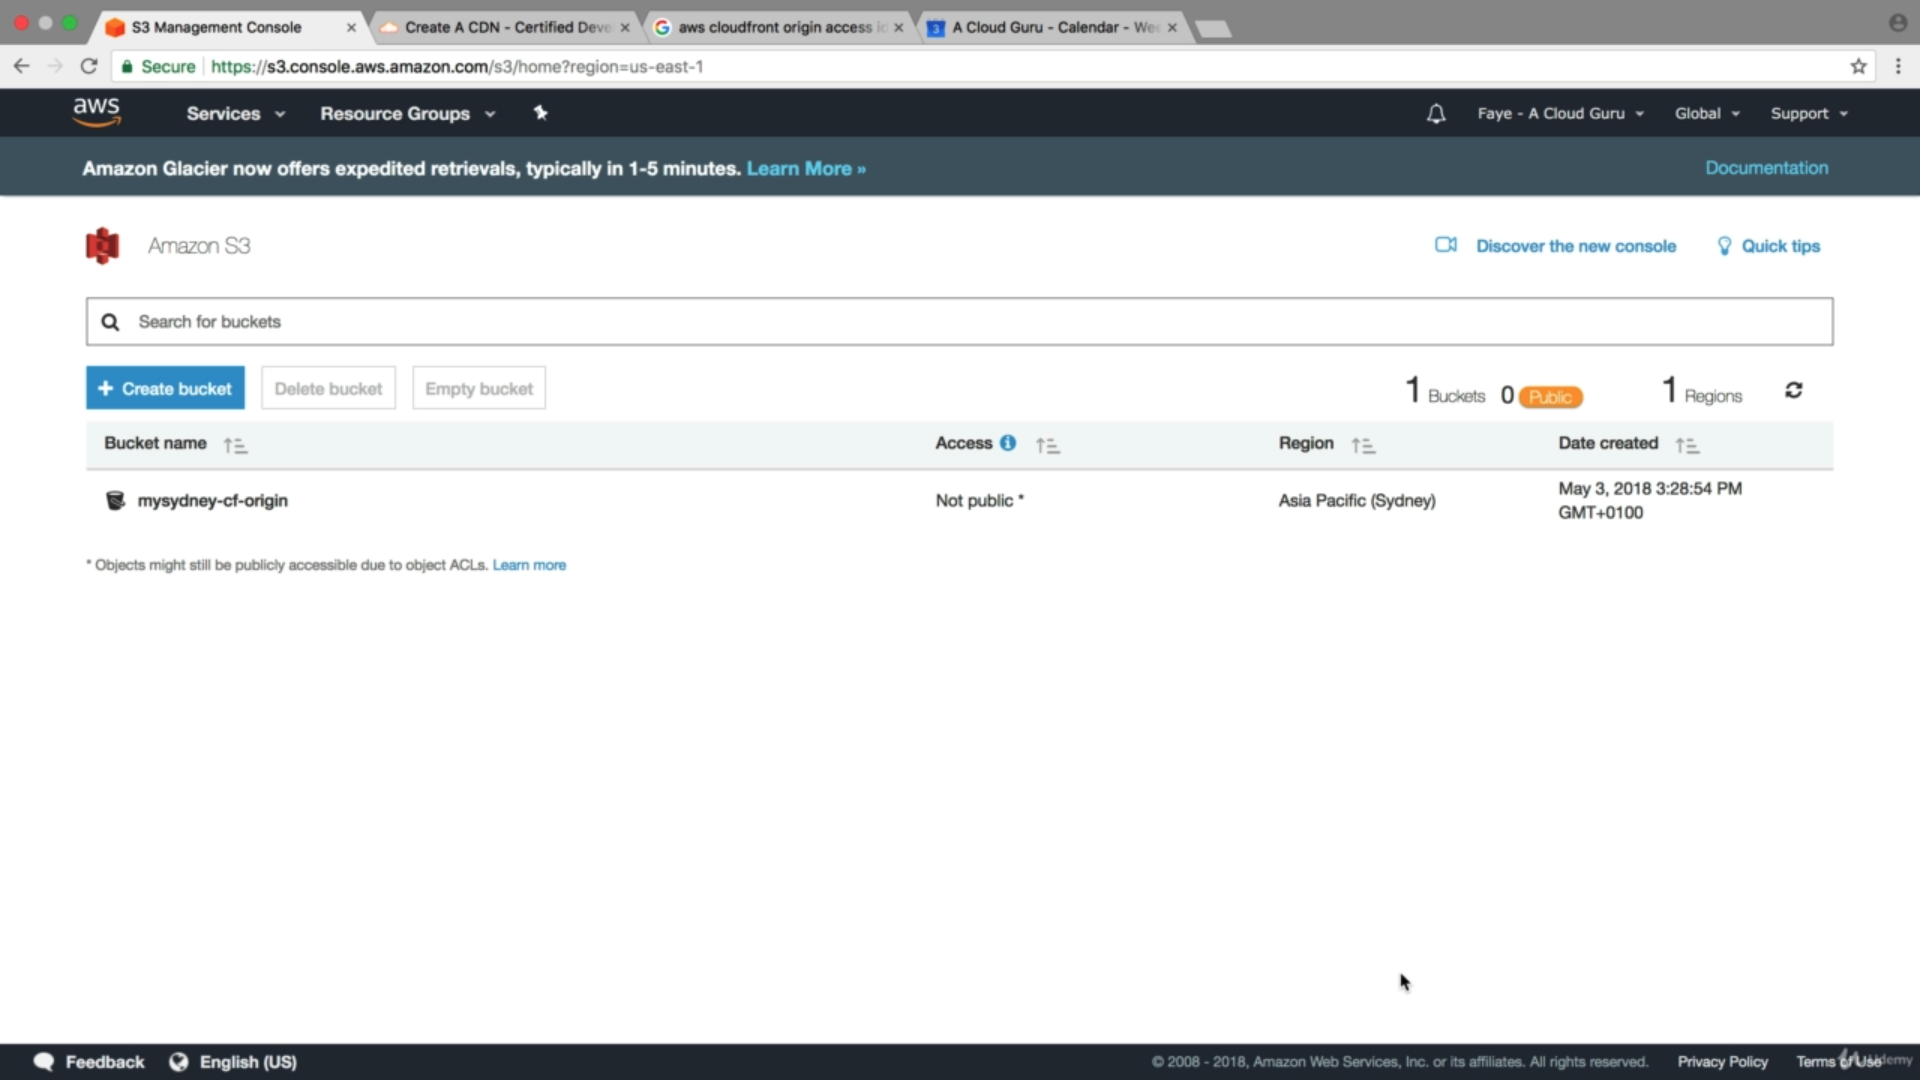 S3 Management Console
Create A CDN - Certified Deve
aws cloudfront origin access id
A Cloud Guru - Calendar - Wee
Secure https://s3.console.aws.amazon.com/s3/home?region=us-east-1
aws Services Resource Groups Faye - A Cloud Guru Global Support
Amazon Glacier now offers expedited retrievals, typically in 1-5 minutes. Learn More » Documentation
Amazon S3 Discover the new console Quick tips
Search for buckets
+ Create bucket Delete bucket Empty bucket 1 Buckets 0 Public 1 Regions
Bucket name Access Region Date created
mysydney-cf-origin Not public * Asia Pacific (Sydney) May 3, 2018 3:28:54 PM
GMT+0100
* Objects might still be publicly accessible due to object ACLs. Learn more
Feedback English (US) © 2008 - 2018, Amazon Web Services, Inc. or its affiliates. All rights reserved. Privacy Policy Terms of Use